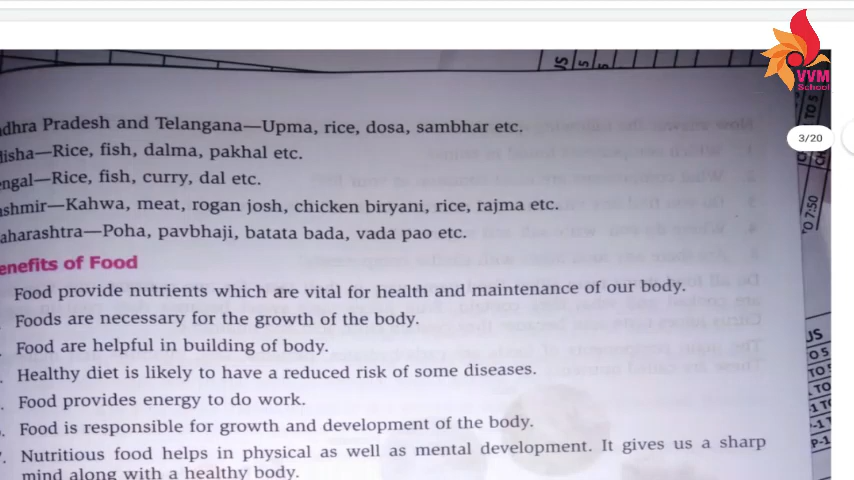 VVM
School
3/20
dhra Pradesh and Telangana—Upma, rice, dosa, sambhar etc.
isha—Rice, fish, dalma, pakhal etc.
engal—Rice, fish, curry, dal etc.
ashmir—Kahwa, meat, rogan josh, chicken biryani, rice, rajma etc.
aharashtra—Poha, pavbhaji, batata bada, vada pao etc.
enefits of Food
Food provide nutrients which are vital for health and maintenance of our body.
Foods are necessary for the growth of the body.
Food are helpful in building of body.
Healthy diet is likely to have a reduced risk of some diseases.
Food provides energy to do work.
Food is responsible for growth and development of the body.
Nutritious food helps in physical as well as mental development. It gives us a sharp
mind along with a healthy body.
TO 7:50